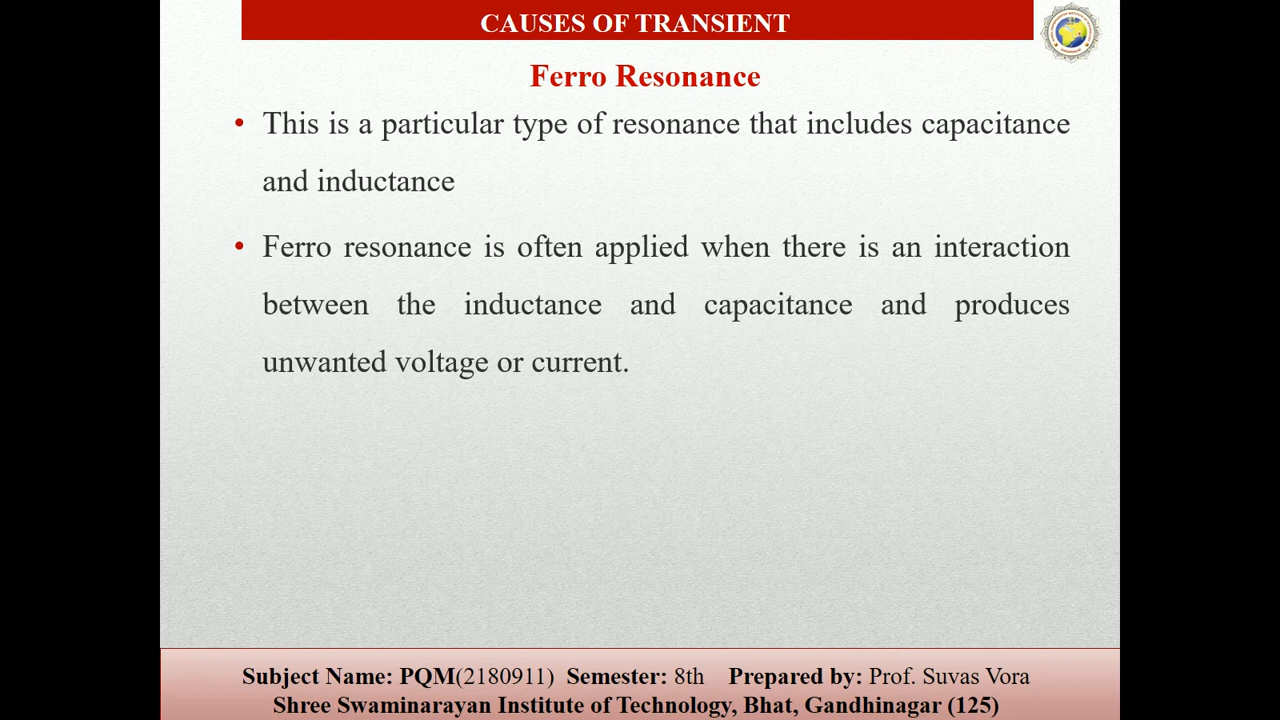 CAUSES OF TRANSIENT
Ferro Resonance
• This is a particular type of resonance that includes capacitance
and inductance
• Ferro resonance is often applied when there is an interaction
between the inductance and capacitance and produces
unwanted voltage or current.
Subject Name: PQM(2180911) Semester: 8th Prepared by: Prof. Suvas Vora
Shree Swaminarayan Institute of Technology, Bhat, Gandhinagar (125)